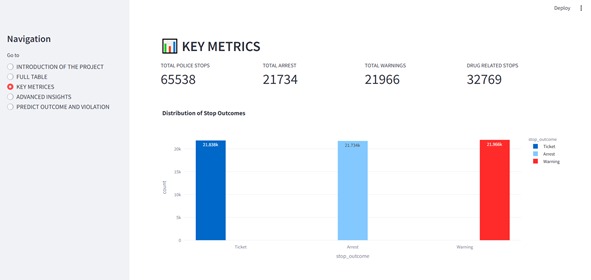 Deploy
Navigation
Go to
INTRODUCTION OF THE PROJECT
FULL TABLE
KEY METRICES
ADVANCED INSIGHTS
PREDICT OUTCOME AND VIOLATION
KEY METRICS
TOTAL POLICE STOPS
TOTAL ARREST
TOTAL WARNINGS
DRUG RELATED STOPS
65538
21734
21966
32769
Distribution of Stop Outcomes
stop_outcome
Ticket
Arrest
Warning
21.838k
21.734k
21.966k
20k
15k
10k
5k
0
count
Ticket
Arrest
Warning
stop_outcome